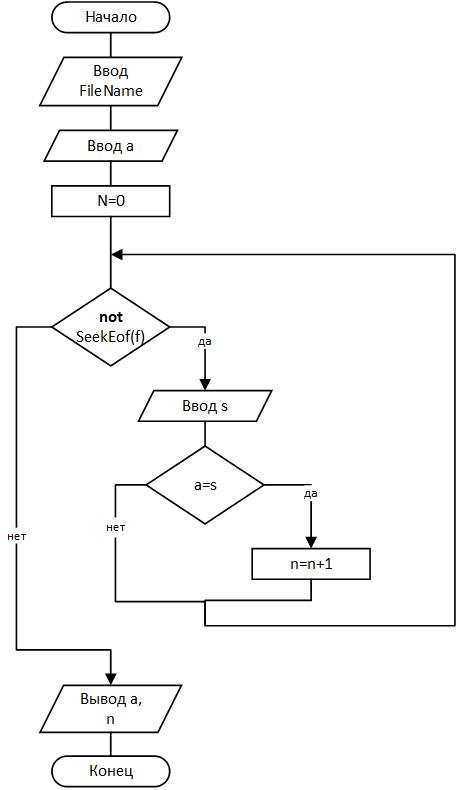 Начало
Ввод
FileName
Ввод a
N=0
not
SeekEof(f)
да
Ввод s
a=s
да
нет
нет
n=n+1
Вывод a,
n
Конец